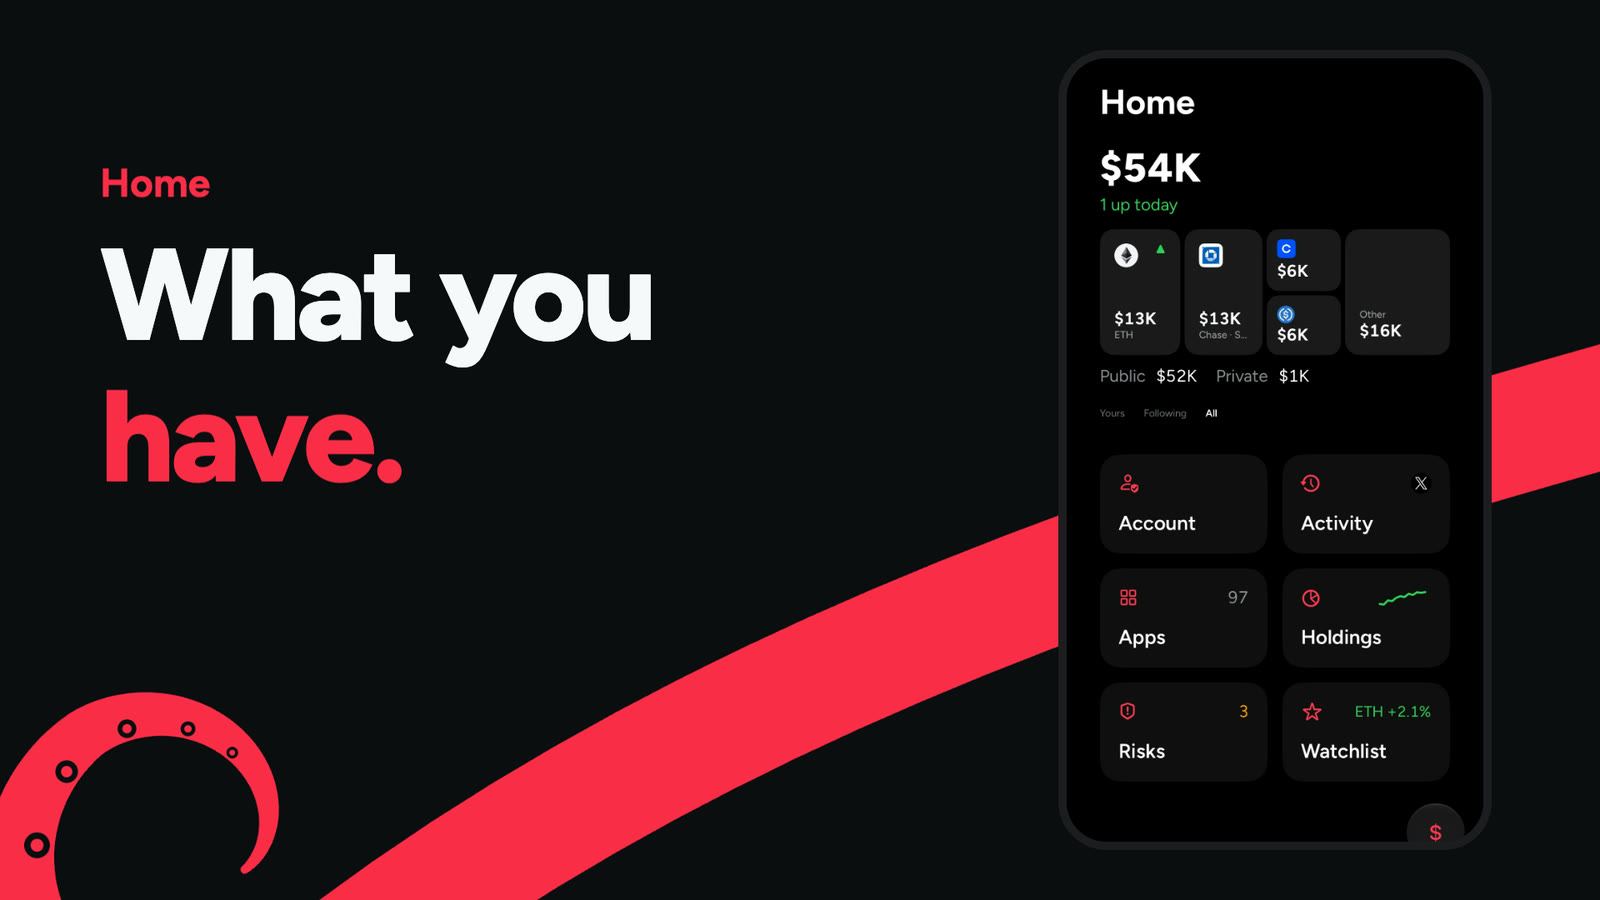 Home
What you
have.
Home
$54K
1 up today
$13K
ETH
$13K
Chase · S...
C
$6K
$
$6K
Other
$16K
Public $52K Private $1K
Yours Following All
Account
X
Activity
97
Apps
Holdings
3
Risks
ETH +2.1%
Watchlist
$